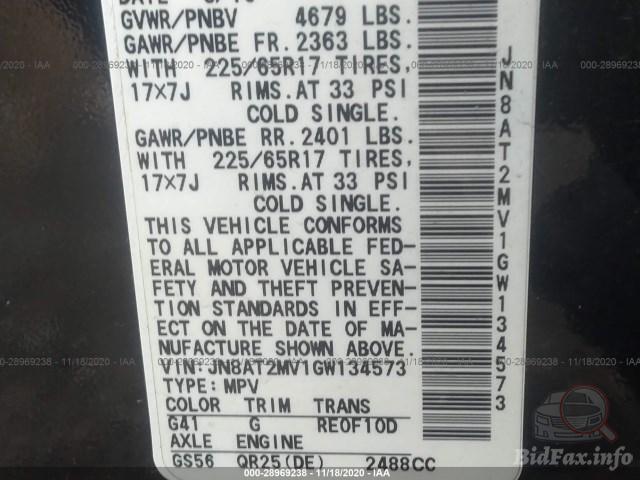 GVWR/PNBV 4679 LBS.
GAWR/PNBE FR. 2363 LBS.
WITH 225/65R17 TIRES,
17×7J RIMS. AT 33 PSI
COLD SINGLE.
GAWR/PNBE RR. 2401 LBS.
WITH 225/65R17 TIRES,
17×7J RIMS. AT 33 PSI
COLD SINGLE.
THIS VEHICLE CONFORMS
TO ALL APPLICABLE FED-
ERAL MOTOR VEHICLE SA-
FETY AND THEFT PREVEN-
TION STANDARDS IN EFF-
ECT ON THE DATE OF MA-
NUFACTURE SHOWN ABOVE.
VIN:JN8AT2MV1GW134573
TYPE:MPV
COLOR TRIM TRANS
G41 G RE0F10D
AXLE ENGINE
GS56 QR25(DE) 2488CC
JN8AT2MV1GW134573
000-28969238 - 11/18/2020 - IAA
BidFax.info